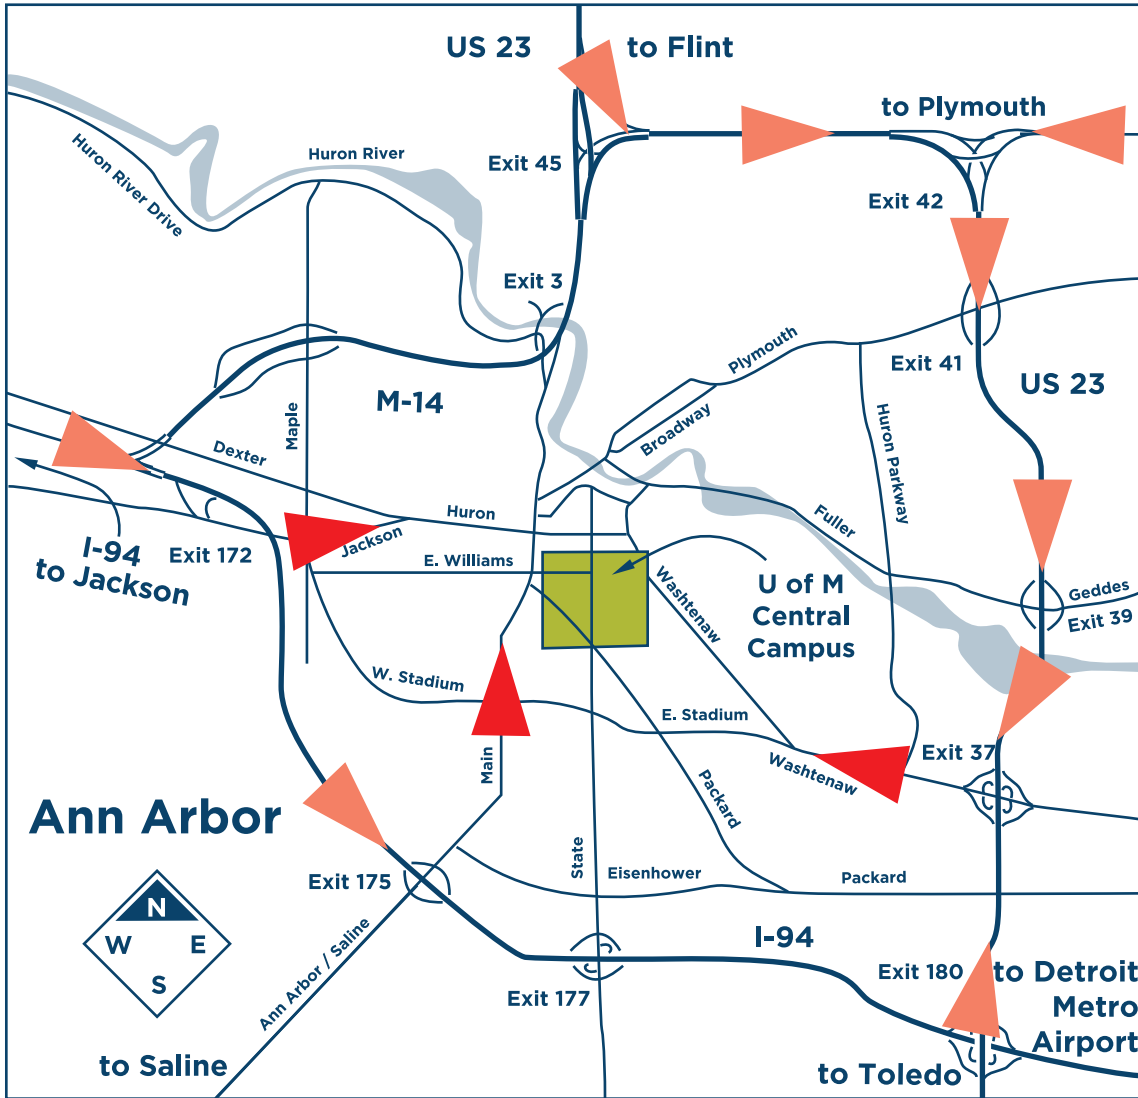 US 23
to Flint
to Plymouth
Huron River
Exit 45
Huron River Drive
Exit 42
Exit 3
Plymouth
Exit 41
US 23
M-14
Maple
Broadway
Huron Parkway
Dexter
Huron
Fuller
I-94
to Jackson
Exit 172
Jackson
E. Williams
Washtenaw
U of M
Central
Campus
Geddes
Exit 39
W. Stadium
E. Stadium
Main
Washtenaw
Exit 37
Packard
Ann Arbor
State
Exit 175
Eisenhower
Packard
N
W
E
S
Ann Arbor / Saline
I-94
Exit 177
Exit 180
to Detroit
Metro
Airport
to Saline
to Toledo